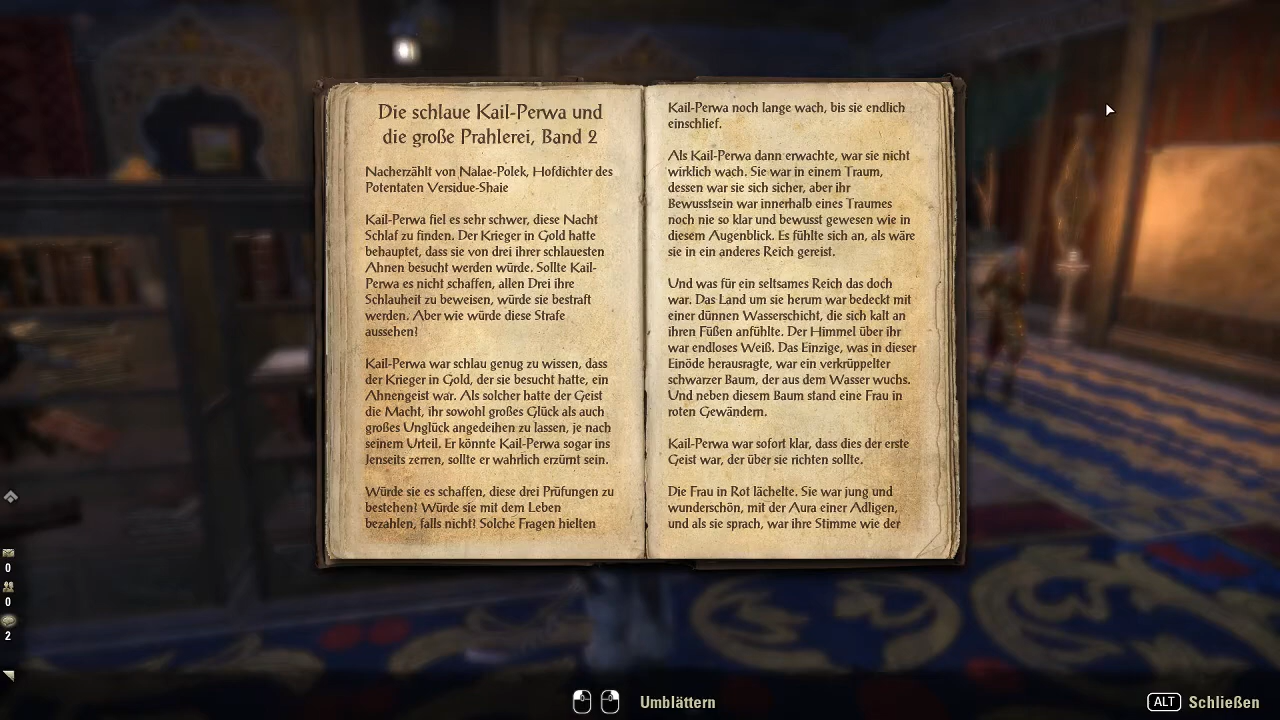 Die schlaue Kail-Perwa und
die große Prahlerei, Band 2
Nacherzählt von Nalae-Polek, Hofdichter des
Potentaten Versidue-Shaie
Kail-Perwa fiel es sehr schwer, diese Nacht
Schlaf zu finden. Der Krieger in Gold hatte
behauptet, dass sie von drei ihrer schlauesten
Ahnen besucht werden würde. Sollte Kail-
Perwa es nicht schaffen, allen Drei ihre
Schlauheit zu beweisen, würde sie bestraft
werden. Aber wie würde diese Strafe
aussehen?
Kail-Perwa war schlau genug zu wissen, dass
der Krieger in Gold, der sie besucht hatte, ein
Ahnengeist war. Als solcher hatte der Geist
die Macht, ihr sowohl großes Glück als auch
großes Unglück angedeihen zu lassen, je nach
seinem Urteil. Er könnte Kail-Perwa sogar ins
Jenseits zerren, sollte er wahrlich erzürnt sein.
Würde sie es schaffen, diese drei Prüfungen zu
bestehen? Würde sie mit dem Leben
bezahlen, falls nicht? Solche Fragen hielten
Kail-Perwa noch lange wach, bis sie endlich
einschlief.
Als Kail-Perwa dann erwachte, war sie nicht
wirklich wach. Sie war in einem Traum,
dessen war sie sich sicher, aber ihr
Bewusstsein war innerhalb eines Traumes
noch nie so klar und bewusst gewesen wie in
diesem Augenblick. Es fühlte sich an, als wäre
sie in ein anderes Reich gereist.
Und was für ein seltsames Reich das doch
war. Das Land um sie herum war bedeckt mit
einer dünnen Wasserschicht, die sich kalt an
ihren Füßen anfühlte. Der Himmel über ihr
war endloses Weiß. Das Einzige, was in dieser
Einöde herausragte, war ein verkrüppelter
schwarzer Baum, der aus dem Wasser wuchs.
Und neben diesem Baum stand eine Frau in
roten Gewändern.
Kail-Perwa war sofort klar, dass dies der erste
Geist war, der über sie richten sollte.
Die Frau in Rot lächelte. Sie war jung und
wunderschön, mit der Aura einer Adligen,
und als sie sprach, war ihre Stimme wie der
0
0
2
Umblättern
ALT Schließen